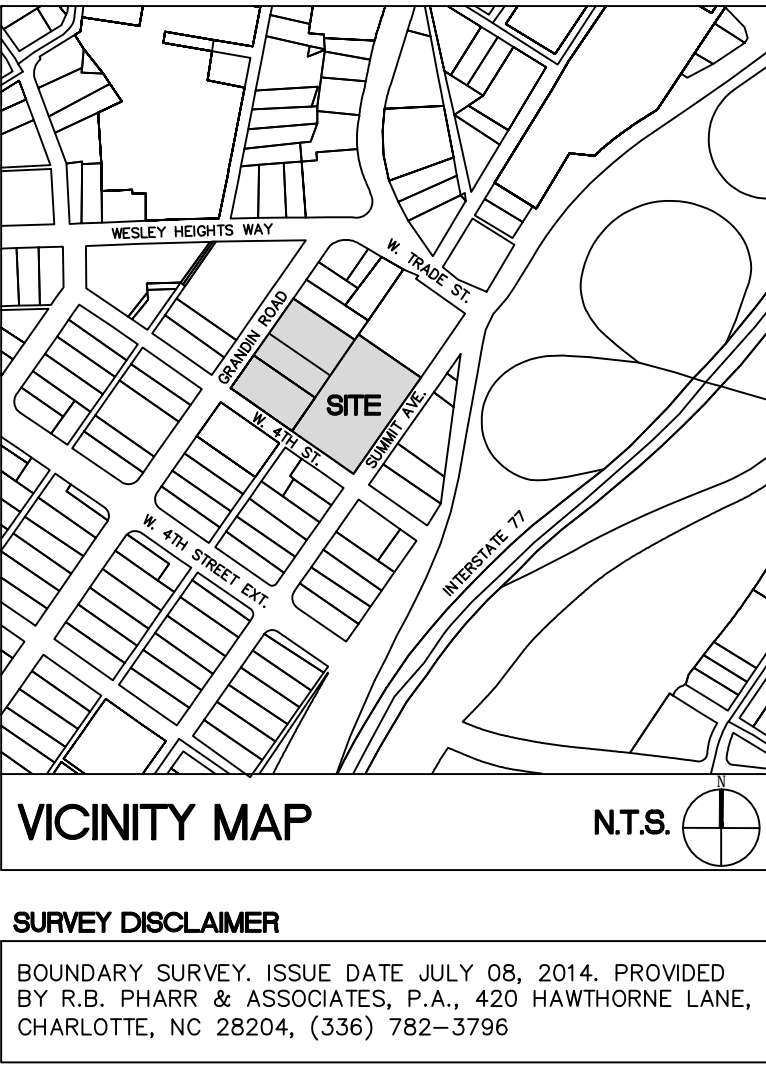 WESLEY HEIGHTS WAY
W. TRADE ST.
GRANDIN ROAD
SITE
SUMMIT AVE.
W. 4TH ST.
W. 4TH STREET EXT.
INTERSTATE 77
VICINITY MAP
N.T.S.
N
SURVEY DISCLAIMER
BOUNDARY SURVEY. ISSUE DATE JULY 08, 2014. PROVIDED
BY R.B. PHARR & ASSOCIATES, P.A., 420 HAWTHORNE LANE,
CHARLOTTE, NC 28204, (336) 782-3796